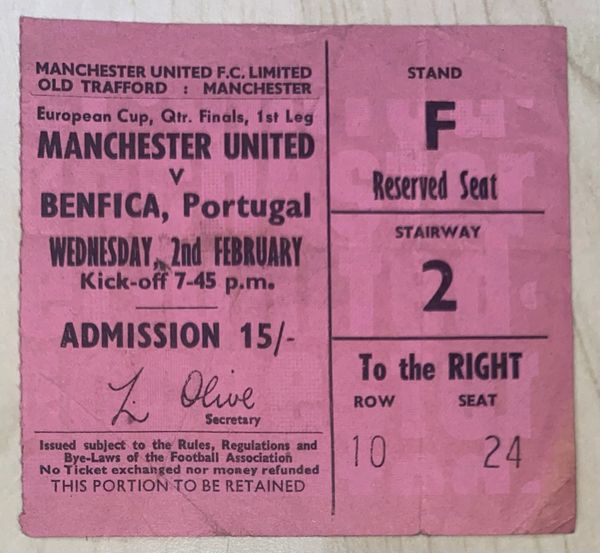 MANCHESTER UNITED F.C. LIMITED
OLD TRAFFORD : MANCHESTER
European Cup, Qtr. Finals, 1st Leg
MANCHESTER UNITED
V
BENFICA, Portugal
WEDNESDAY, 2nd FEBRUARY
Kick-off 7-45 p.m.
ADMISSION 15/-
L. Olive
Secretary
Issued subject to the Rules, Regulations and
Bye-Laws of the Football Association
No Ticket exchanged nor money refunded
THIS PORTION TO BE RETAINED
STAND
F
Reserved Seat
STAIRWAY
2
To the RIGHT
ROW SEAT
10 24